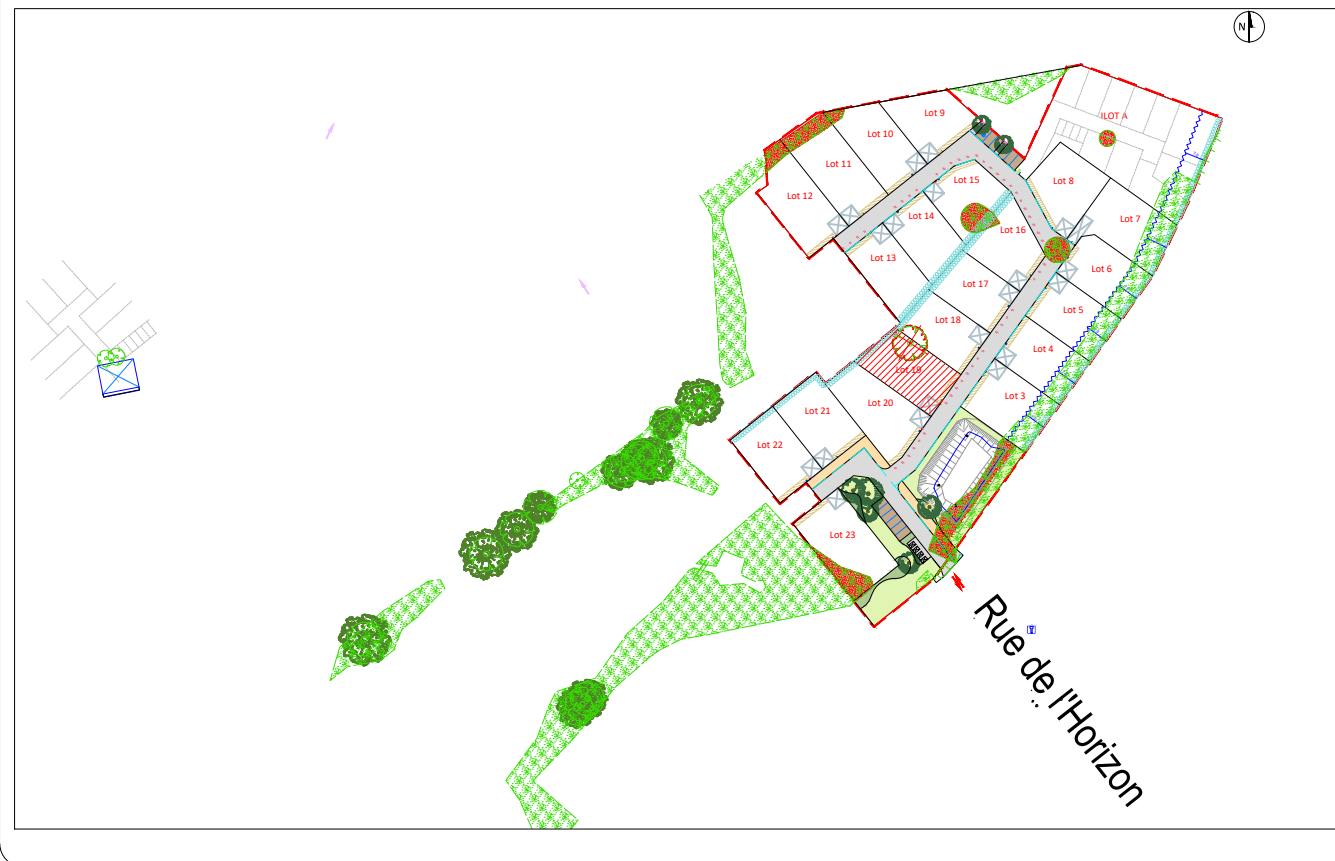 N
ILOT A
Lot 9
Lot 10
Lot 11
Lot 12
Lot 15
Lot 8
Lot 14
Lot 16
Lot 7
Lot 13
Lot 6
Lot 17
Lot 5
Lot 18
Lot 4
Lot 19
Lot 3
Lot 20
Lot 21
Lot 22
Lot 23
Rue de l"Horizon